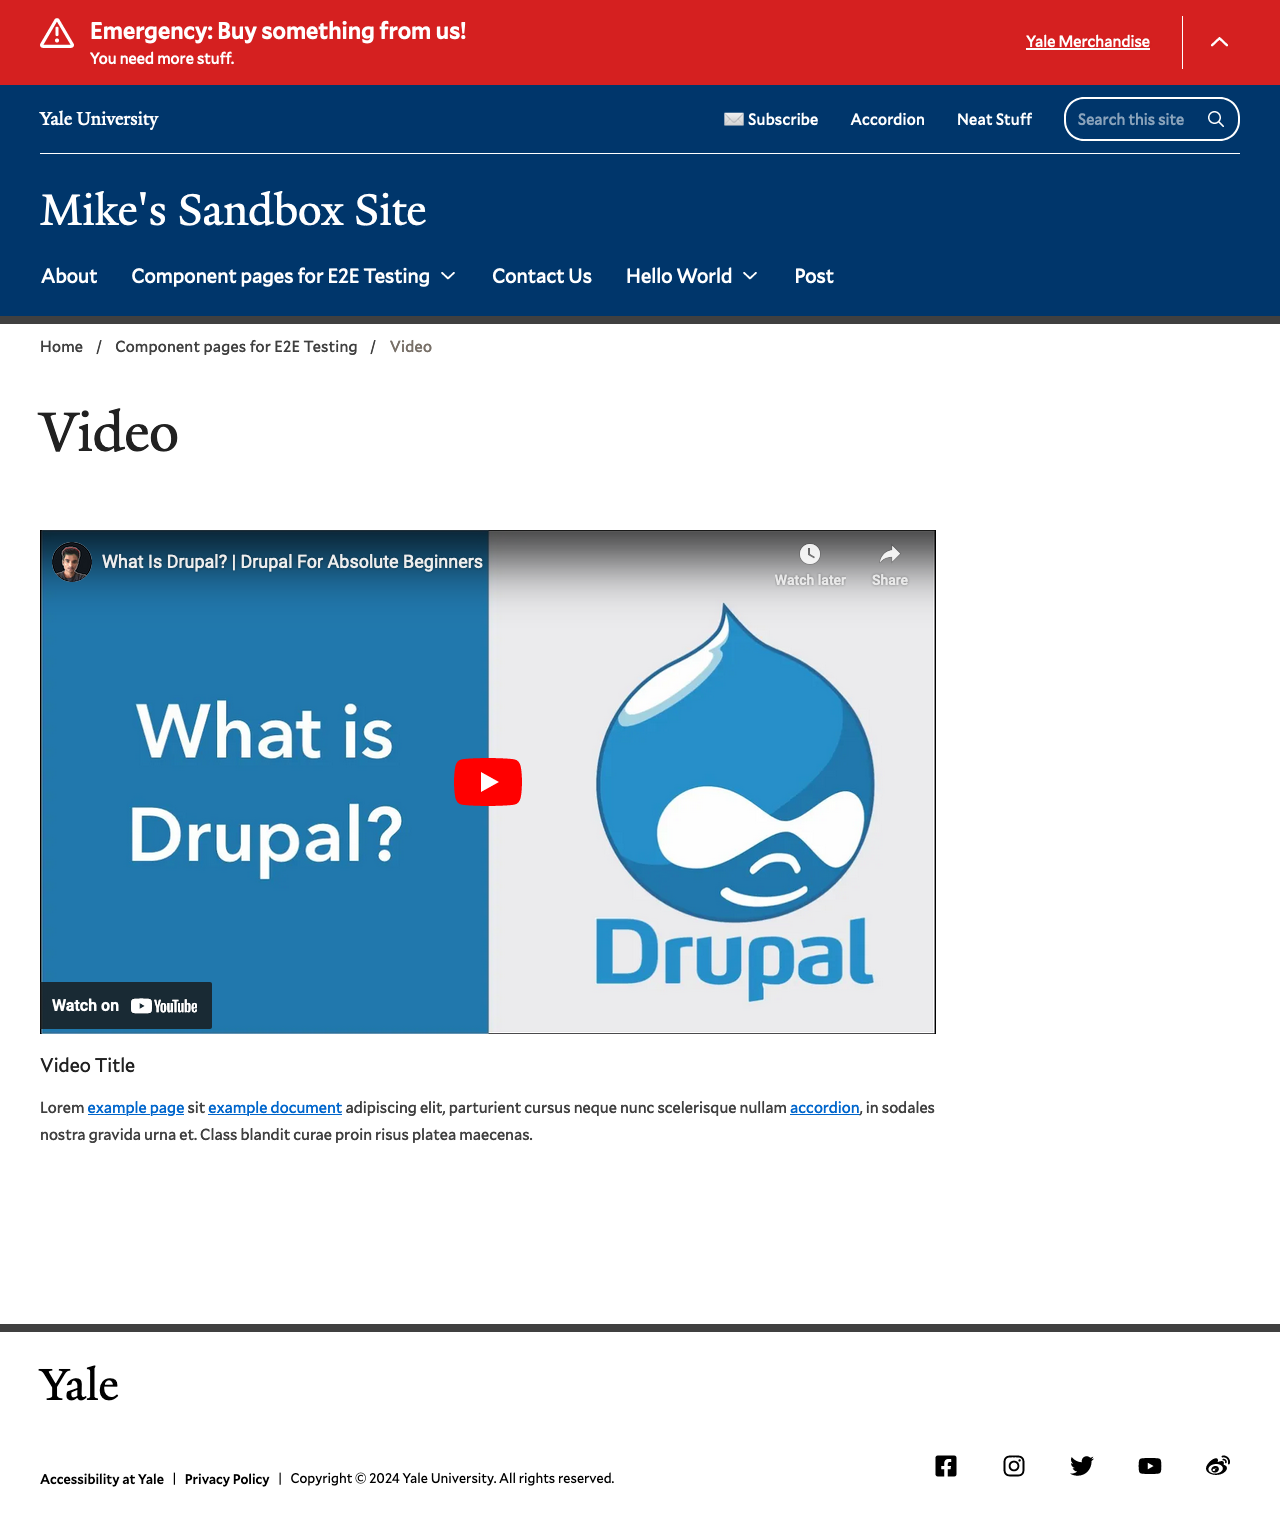 Emergency: Buy something from us!
You need more stuff.
Yale Merchandise
Yale University
Subscribe
Accordion
Neat Stuff
Search this site
Mike's Sandbox Site
About
Component pages for E2E Testing
Contact Us
Hello World
Post
Home / Component pages for E2E Testing / Video
Video
What Is Drupal? | Drupal For Absolute Beginners
Watch later
Share
What is
Drupal?
Drupal
Watch on YouTube
Video Title
Lorem example page sit example document adipiscing elit, parturient cursus neque nunc scelerisque nullam accordion, in sodales
nostra gravida urna et. Class blandit curae proin risus platea maecenas.
Yale
Accessibility at Yale | Privacy Policy | Copyright © 2024 Yale University. All rights reserved.